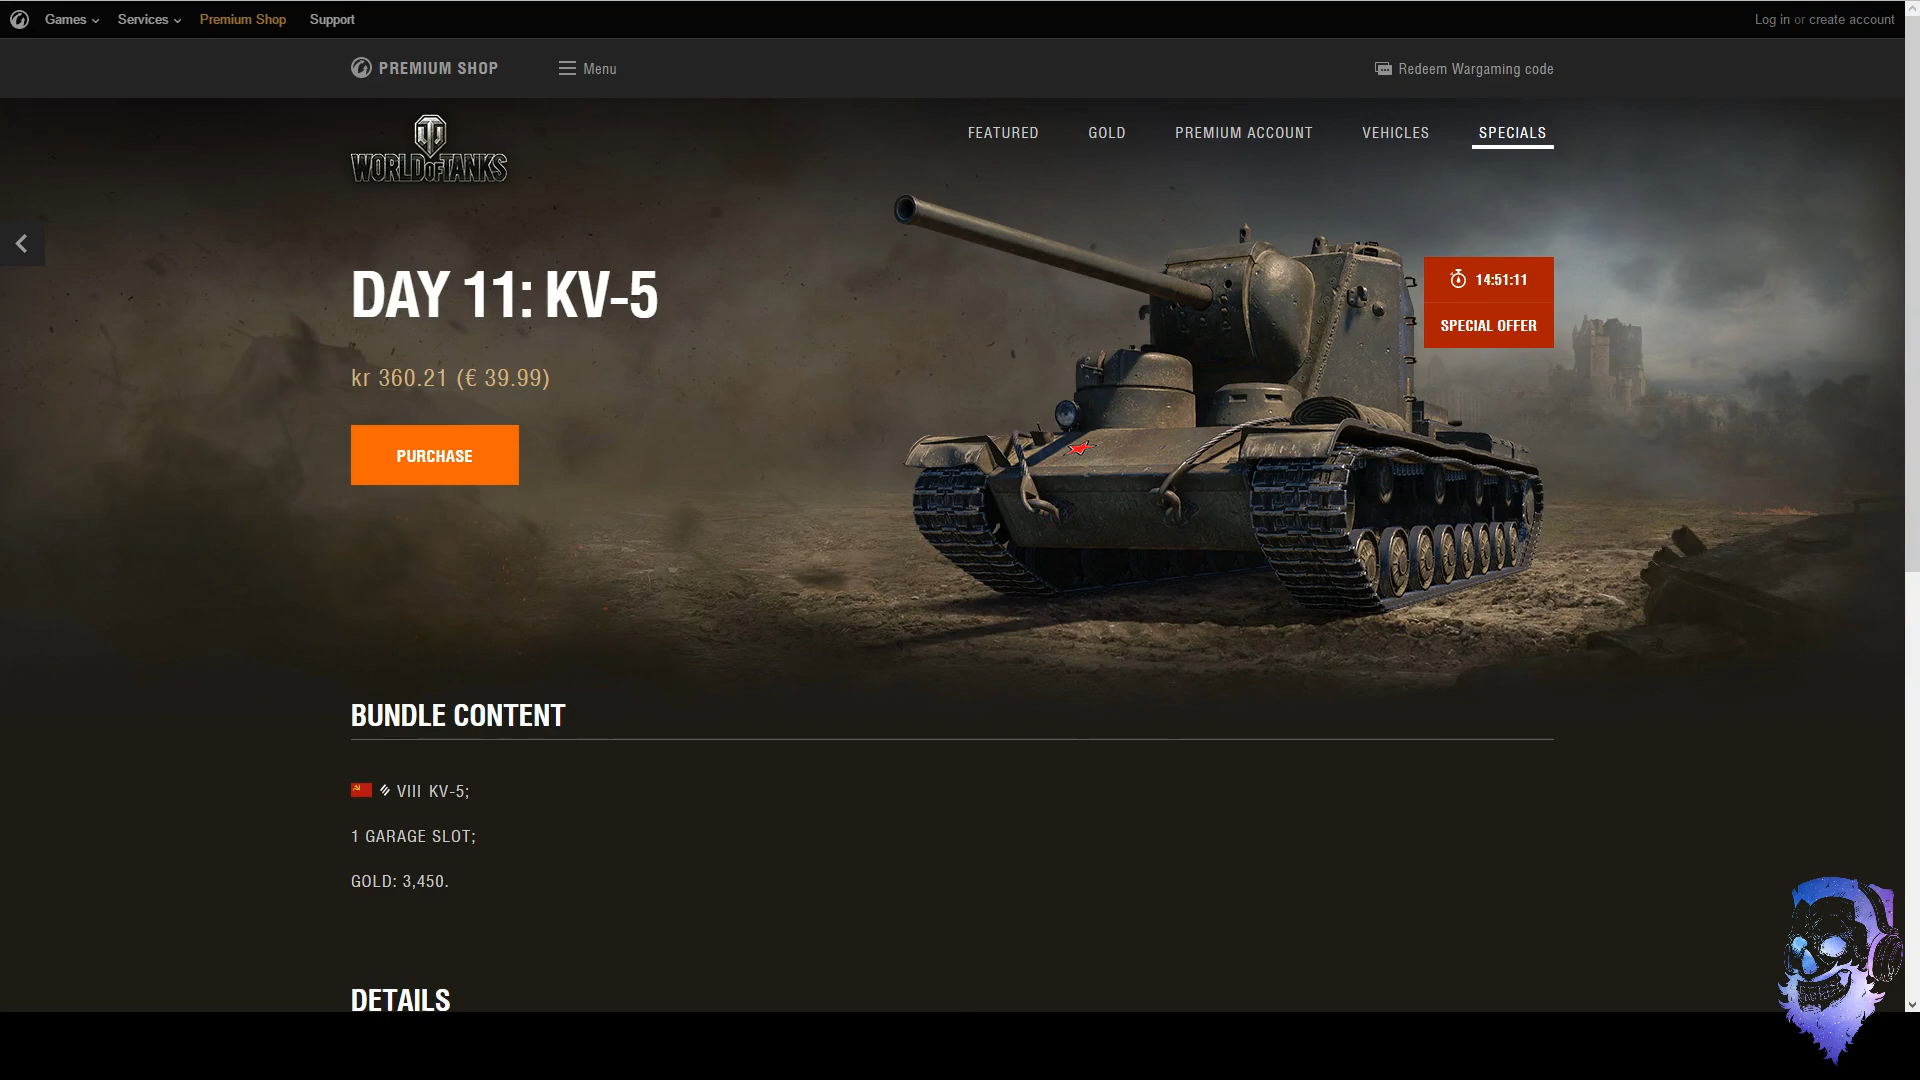 Games Services Premium Shop Support Log in or create account
PREMIUM SHOP Menu Redeem Wargaming code
WORLD OF TANKS
FEATURED GOLD PREMIUM ACCOUNT VEHICLES SPECIALS
DAY 11: KV-5
14:51:11
SPECIAL OFFER
kr 360.21 (€ 39.99)
PURCHASE
BUNDLE CONTENT
VIII KV-5;
1 GARAGE SLOT;
GOLD: 3,450.
DETAILS